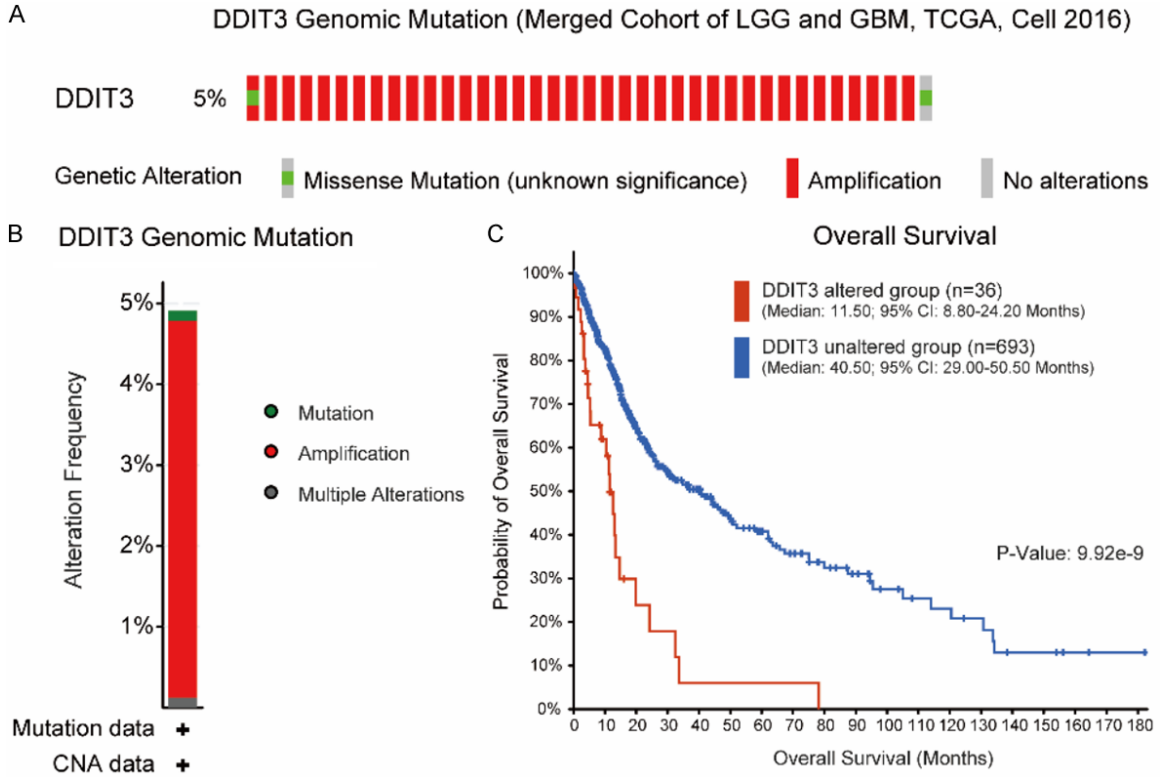 A
DDIT3 Genomic Mutation (Merged Cohort of LGG and GBM, TCGA, Cell 2016)
DDIT3 5%
Genetic Alteration Missense Mutation (unknown significance) Amplification No alterations
B
DDIT3 Genomic Mutation
5%
4%
3%
2%
1%
Alteration Frequency
Mutation
Amplification
Multiple Alterations
Mutation data +
CNA data +
C
Overall Survival
DDIT3 altered group (n=36)
(Median: 11.50; 95% CI: 8.80-24.20 Months)
DDIT3 unaltered group (n=693)
(Median: 40.50; 95% CI: 29.00-50.50 Months)
P-Value: 9.92e-9
100%
90%
80%
70%
60%
50%
40%
30%
20%
10%
0%
Probability of Overall Survival
0 10 20 30 40 50 60 70 80 90 100 110 120 130 140 150 160 170 180
Overall Survival (Months)